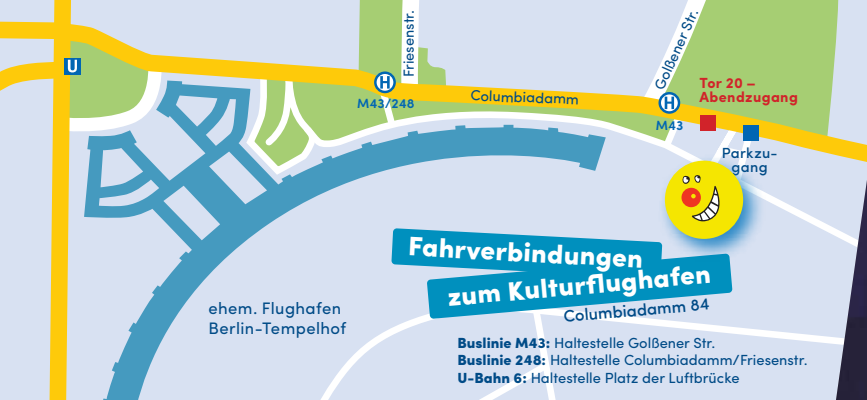 Friesenstr.
Golßener Str.
U
H
M43/248
Columbiadamm
H
M43
Tor 20 –
Abendzugang
Parkzu-
gang
Fahrverbindungen
zum Kulturflughafen
Columbiadamm 84
ehem. Flughafen
Berlin-Tempelhof
Buslinie M43: Haltestelle Golßener Str.
Buslinie 248: Haltestelle Columbiadamm/Friesenstr.
U-Bahn 6: Haltestelle Platz der Luftbrücke